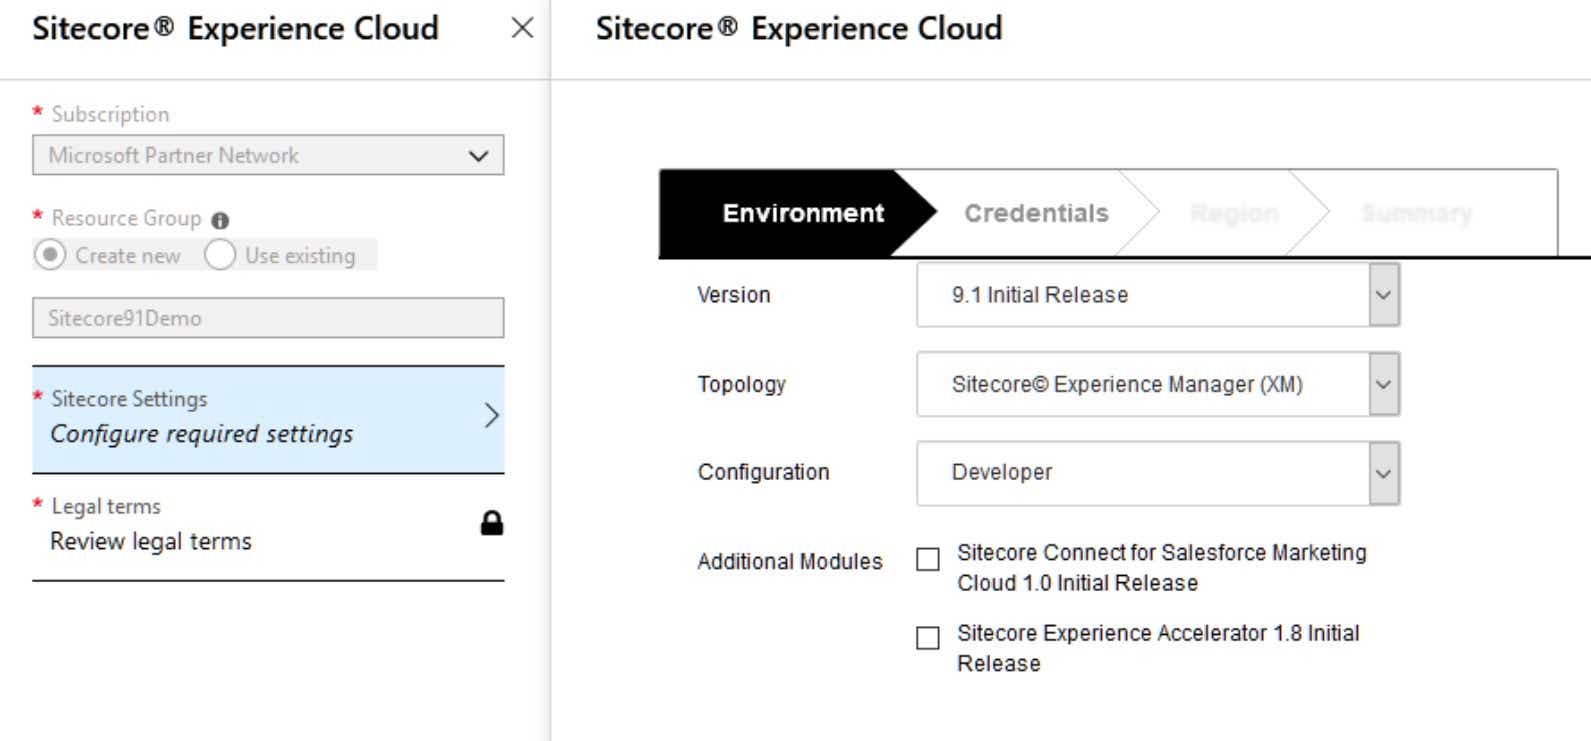 Sitecore® Experience Cloud
* Subscription
Microsoft Partner Network
* Resource Group
Create new Use existing
Sitecore91Demo
* Sitecore Settings
Configure required settings
* Legal terms
Review legal terms
Sitecore® Experience Cloud
Environment Credentials Region Summary
Version 9.1 Initial Release
Topology Sitecore© Experience Manager (XM)
Configuration Developer
Additional Modules Sitecore Connect for Salesforce Marketing
Cloud 1.0 Initial Release
Sitecore Experience Accelerator 1.8 Initial
Release